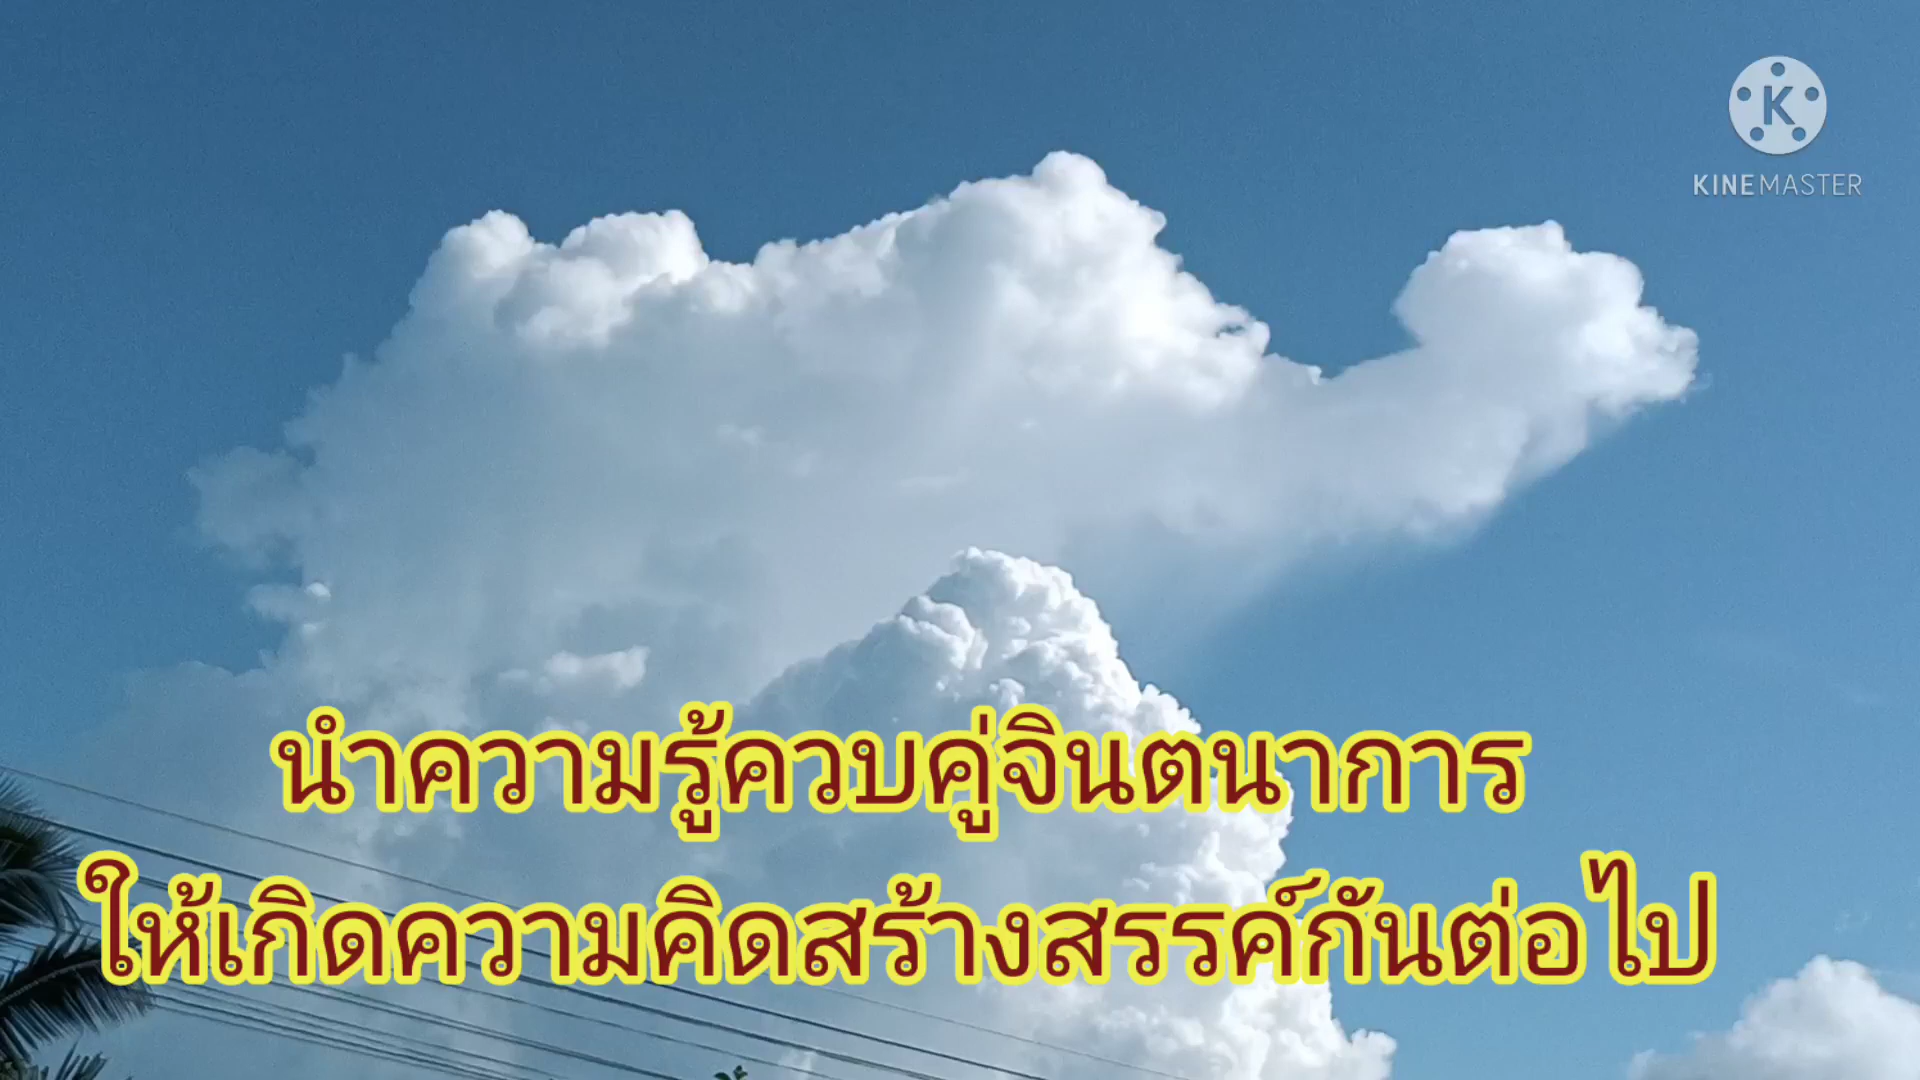 K
KINEMASTER
นำความรู้ควบคู่จินตนาการ
ให้เกิดความคิดสร้างสรรค์กันต่อไป